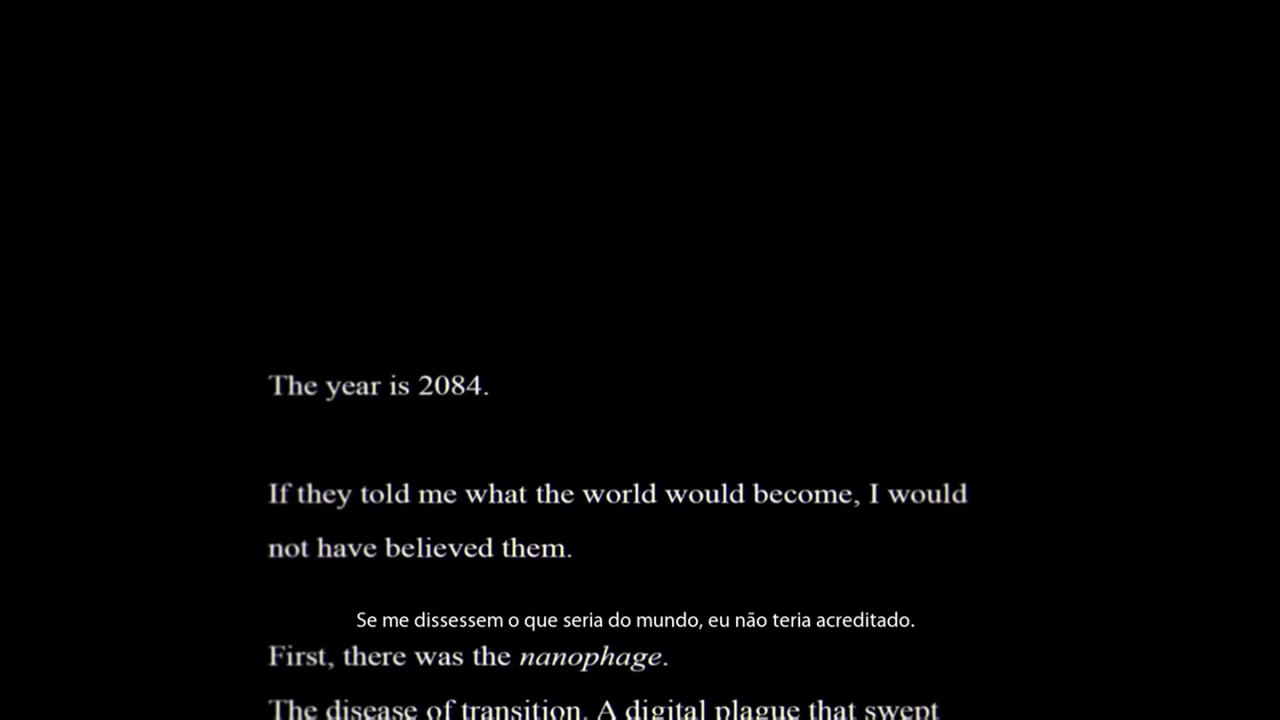 The year is 2084.
If they told me what the world would become, I would
not have believed them.
Se me dissessem o que seria do mundo, eu não teria acreditado.
First, there was the nanophage.
The disease of transition. A digital plague that swept